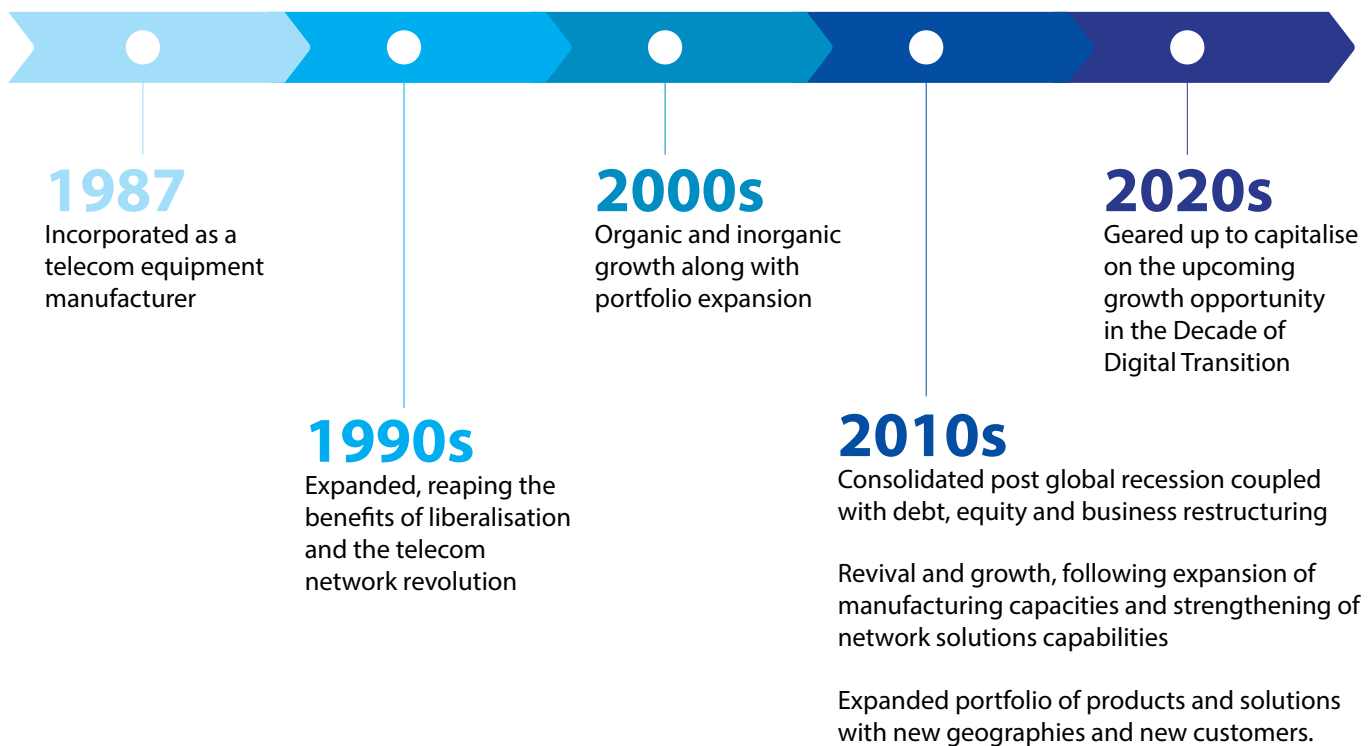 1987
Incorporated as a
telecom equipment
manufacturer
1990s
Expanded, reaping the
benefits of liberalisation
and the telecom
network revolution
2000s
Organic and inorganic
growth along with
portfolio expansion
2010s
Consolidated post global recession coupled
with debt, equity and business restructuring
Revival and growth, following expansion of
manufacturing capacities and strengthening of
network solutions capabilities
Expanded portfolio of products and solutions
with new geographies and new customers.
2020s
Geared up to capitalise
on the upcoming
growth opportunity
in the Decade of
Digital Transition